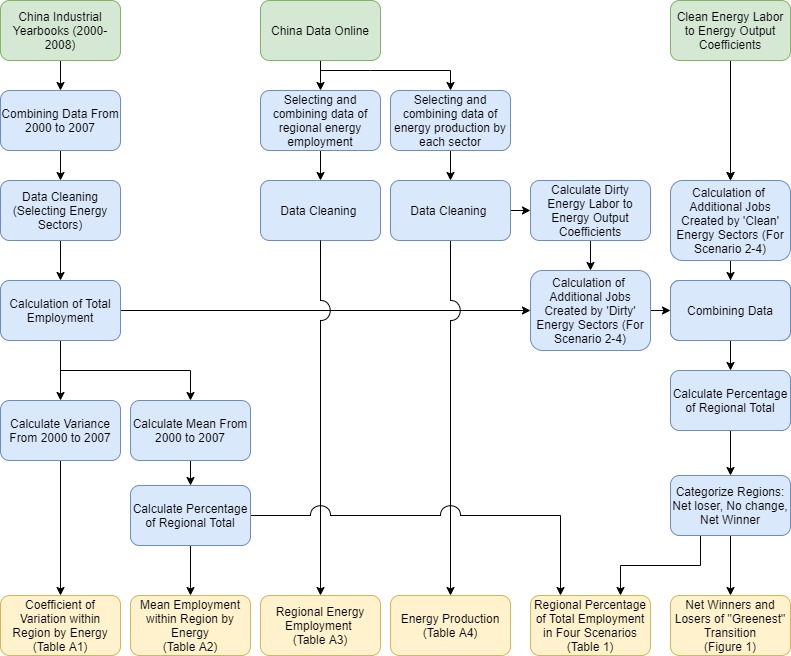 China Industrial
Yearbooks (2000-
2008)
China Data Online
Clean Energy Labor
to Energy Output
Coefficients
Combining Data From
2000 to 2007
Selecting and
combining data of
regional energy
employment
Selecting and
combining data of
energy production by
each sector
Data Cleaning
(Selecting Energy
Sectors)
Data Cleaning
Data Cleaning
Calculate Dirty
Energy Labor to
Energy Output
Coefficients
Calculation of
Additional Jobs
Created by 'Clean'
Energy Sectors (For
Scenario 2-4)
Calculation of Total
Employment
Calculation of
Additional Jobs
Created by 'Dirty'
Energy Sectors (For
Scenario 2-4)
Combining Data
Calculate Percentage
of Regional Total
Calculate Variance
From 2000 to 2007
Calculate Mean From
2000 to 2007
Calculate Percentage
of Regional Total
Categorize Regions:
Net loser, No change,
Net Winner
Coefficient of
Variation within
Region by Energy
(Table A1)
Mean Employment
within Region by
Energy
(Table A2)
Regional Energy
Employment
(Table A3)
Energy Production
(Table A4)
Regional Percentage
of Total Employment
in Four Scenarios
(Table 1)
Net Winners and
Losers of "Greenest"
Transition
(Figure 1)